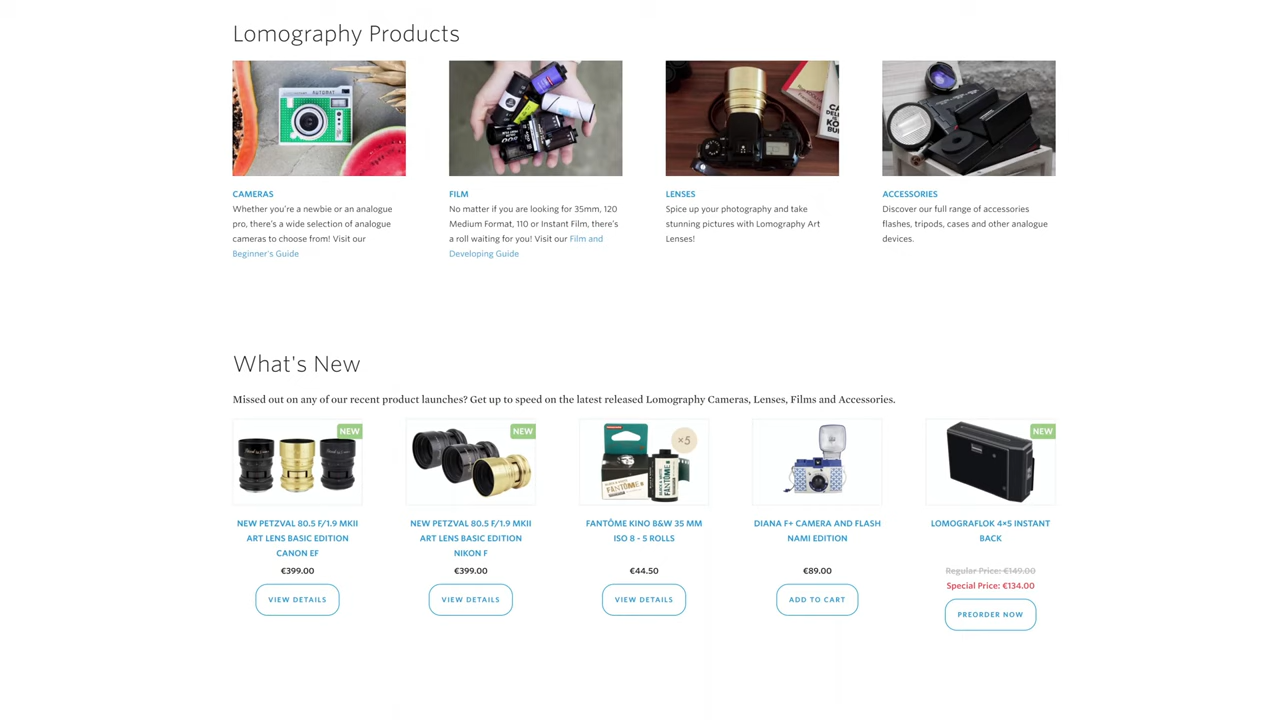 Lomography Products
CAMERAS
Whether you're a newbie or an analogue
pro, there's a wide selection of analogue
cameras to choose from! Visit our
Beginner's Guide
FILM
No matter if you are looking for 35mm, 120
Medium Format, 110 or Instant Film, there's
a roll waiting for you! Visit our Film and
Developing Guide
LENSES
Spice up your photography and take
stunning pictures with Lomography Art
Lenses!
ACCESSORIES
Discover our full range of accessories
flashes, tripods, cases and other analogue
devices.
What's New
Missed out on any of our recent product launches? Get up to speed on the latest released Lomography Cameras, Lenses, Films and Accessories.
NEW
NEW PETZVAL 80.5 F/1.9 MKII
ART LENS BASIC EDITION
CANON EF
€399.00
VIEW DETAILS
NEW
NEW PETZVAL 80.5 F/1.9 MKII
ART LENS BASIC EDITION
NIKON F
€399.00
VIEW DETAILS
×5
FANTÔME
FANTÔME
FANTÔME KINO B&W 35 MM
ISO 8 - 5 ROLLS
€44.50
VIEW DETAILS
DIANA F+ CAMERA AND FLASH
NAMI EDITION
€89.00
ADD TO CART
NEW
LOMOGRAFLOK 4×5 INSTANT
BACK
Regular Price: €149.00
Special Price: €134.00
PREORDER NOW